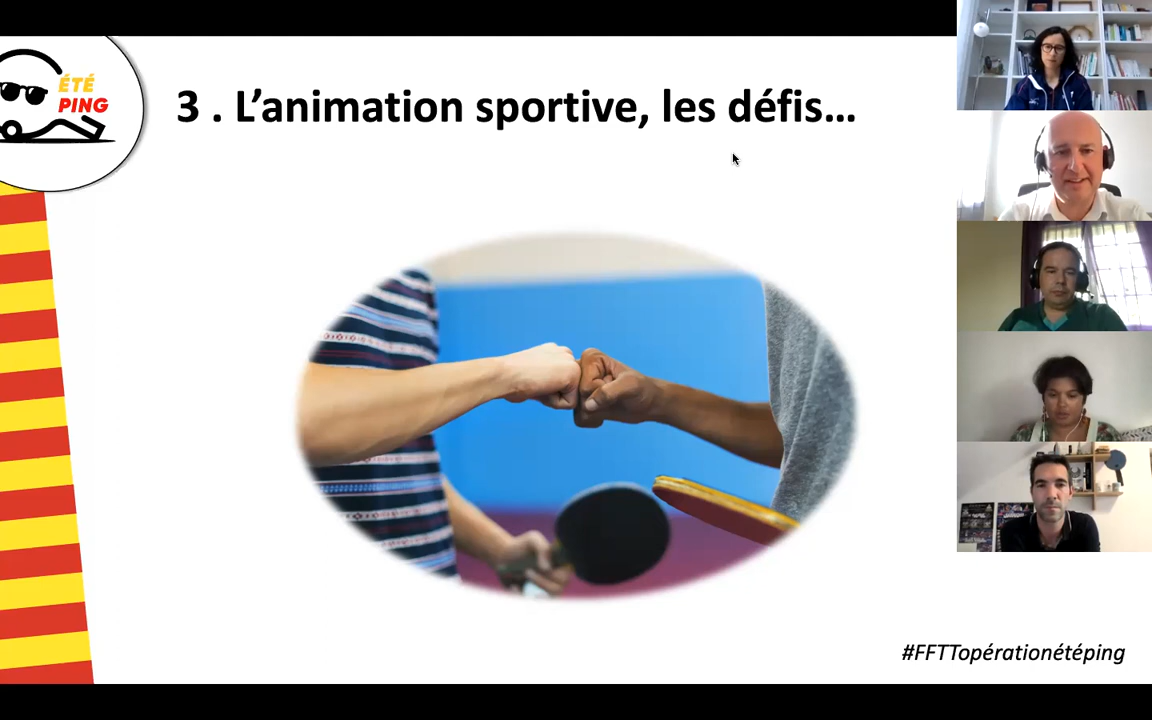 ÉTÉ
PING
3 . L’animation sportive, les défis…
#FFTTopérationétéping